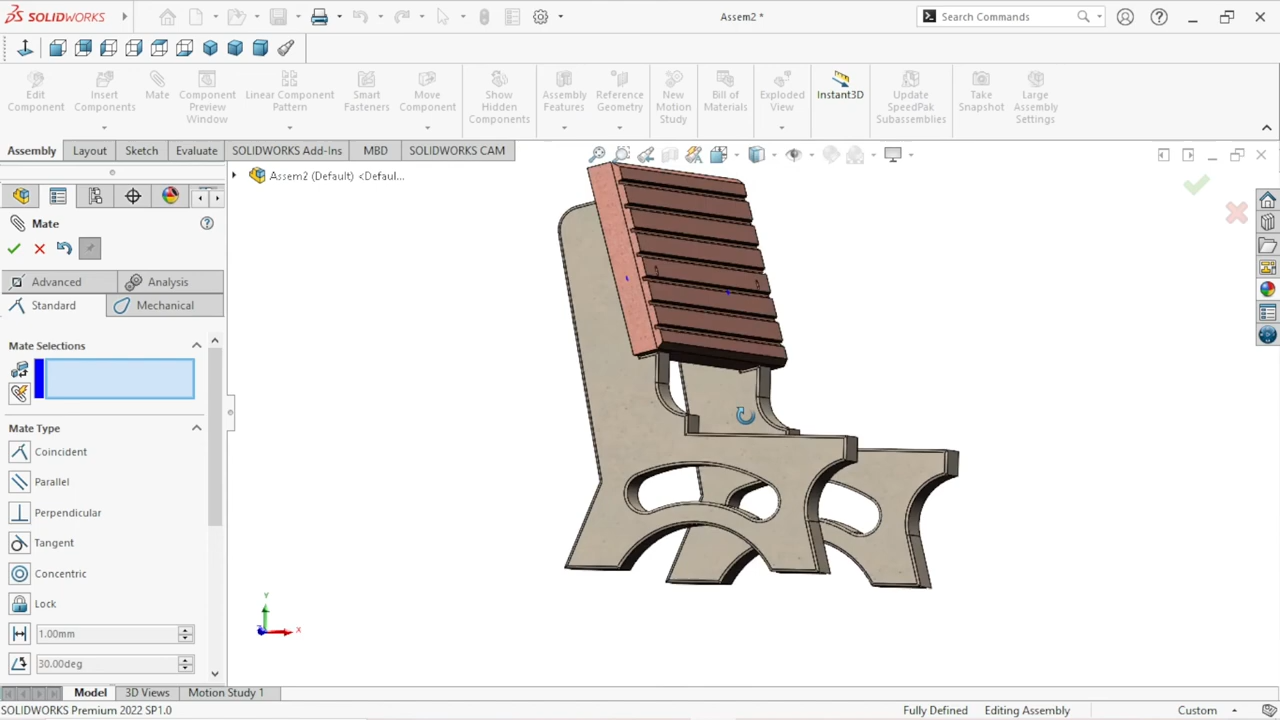 SOLIDWORKS
Assem2 *
Search Commands
Edit Component
Insert Components
Mate
Component Preview Window
Linear Component Pattern
Smart Fasteners
Move Component
Show Hidden Components
Assembly Features
Reference Geometry
New Motion Study
Bill of Materials
Exploded View
Instant3D
Update SpeedPak Subassemblies
Take Snapshot
Large Assembly Settings
Assembly
Layout
Sketch
Evaluate
SOLIDWORKS Add-Ins
MBD
SOLIDWORKS CAM
Assem2 (Default) <Defaul...
Mate
Advanced
Analysis
Standard
Mechanical
Mate Selections
Mate Type
Coincident
Parallel
Perpendicular
Tangent
Concentric
Lock
1.00mm
30.00deg
Y
X
Model
3D Views
Motion Study 1
SOLIDWORKS Premium 2022 SP1.0
Fully Defined
Editing Assembly
Custom